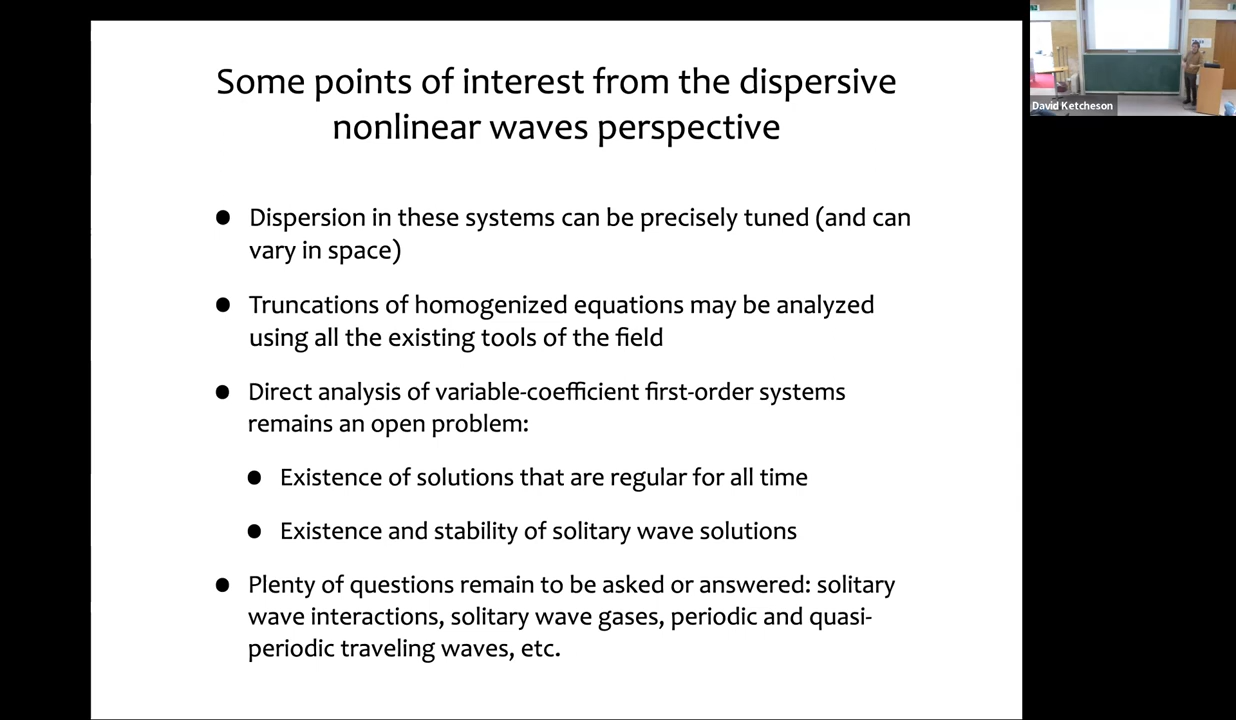 Some points of interest from the dispersive
nonlinear waves perspective
● Dispersion in these systems can be precisely tuned (and can
vary in space)
● Truncations of homogenized equations may be analyzed
using all the existing tools of the field
● Direct analysis of variable-coefficient first-order systems
remains an open problem:
● Existence of solutions that are regular for all time
● Existence and stability of solitary wave solutions
● Plenty of questions remain to be asked or answered: solitary
wave interactions, solitary wave gases, periodic and quasi-
periodic traveling waves, etc.
David Ketcheson